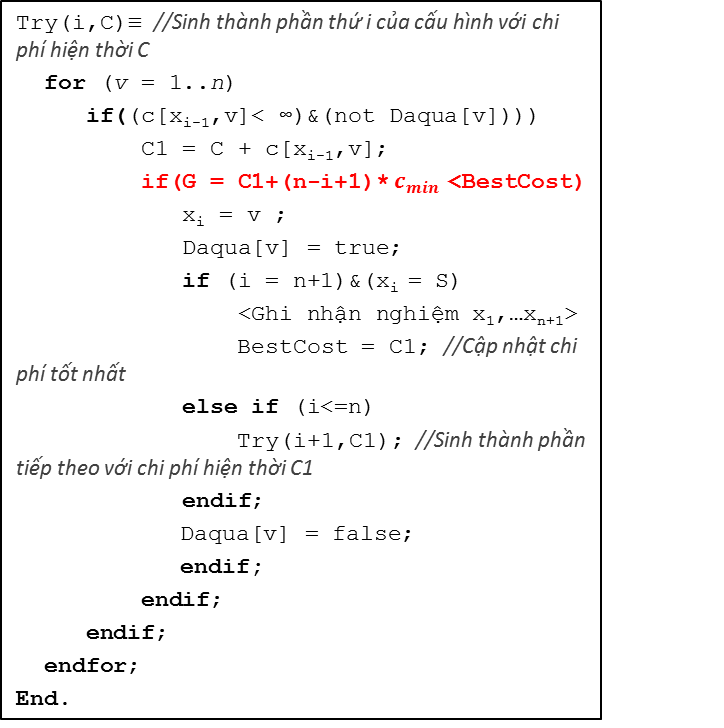 Try(i,C)≡ //Sinh thành phần thứ i của cấu hình với chi
phí hiện thời C
for (v = 1..n)
if((c[xᵢ₋₁,v]< ∞)&(not Daqua[v])))
C1 = C + c[xᵢ₋₁,v];
if(G = C1+(n-i+1)* c_min <BestCost)
xᵢ = v ;
Daqua[v] = true;
if (i = n+1)&(xᵢ = S)
<Ghi nhận nghiệm x₁,…xₙ₊₁>
BestCost = C1; //Cập nhật chi
phí tốt nhất
else if (i<=n)
Try(i+1,C1); //Sinh thành phần
tiếp theo với chi phí hiện thời C1
endif;
Daqua[v] = false;
endif;
endif;
endif;
endfor;
End.